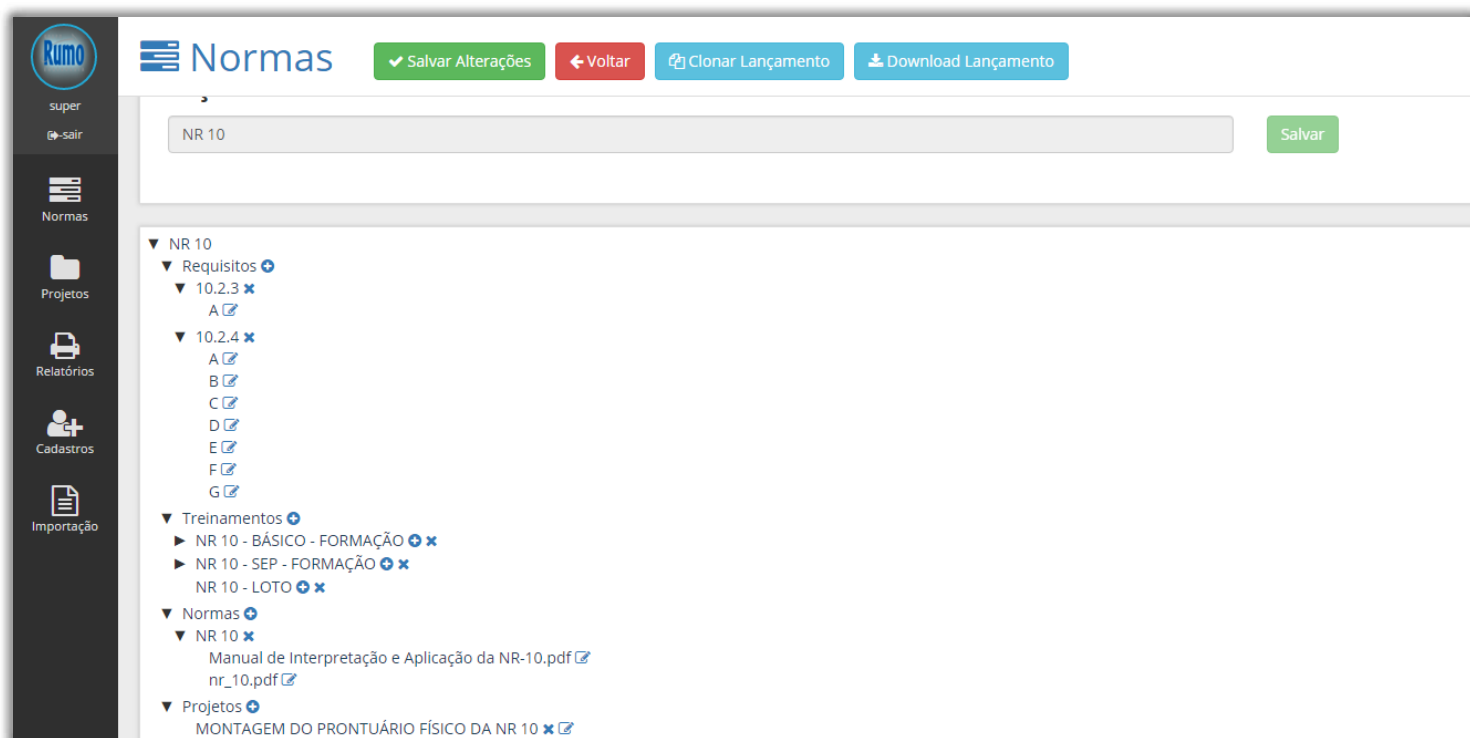 Rumo
super
-sair
Normas
Projetos
Relatórios
Cadastros
Importação
Normas
Salvar Alterações
Voltar
Clonar Lançamento
Download Lançamento
NR 10
Salvar
NR 10
Requisitos
10.2.3
A
10.2.4
A
B
C
D
E
F
G
Treinamentos
NR 10 - BÁSICO - FORMAÇÃO
NR 10 - SEP - FORMAÇÃO
NR 10 - LOTO
Normas
NR 10
Manual de Interpretação e Aplicação da NR-10.pdf
nr_10.pdf
Projetos
MONTAGEM DO PRONTUÁRIO FÍSICO DA NR 10